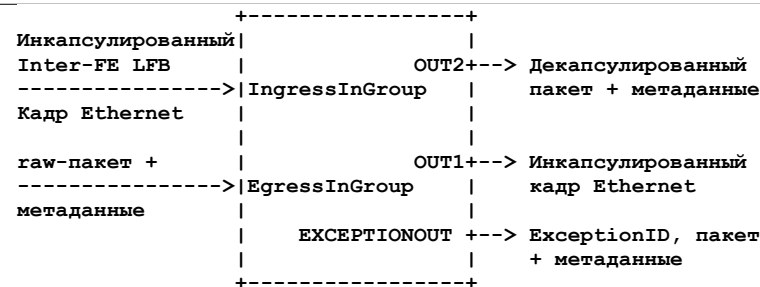 +-----------------+
Инкапсулированный|                 |
Inter-FE LFB     |             OUT2+--> Декапсулированный
---------------->|IngressInGroup   |    пакет + метаданные
Кадр Ethernet    |                 |
                 |                 |
raw-пакет +      |             OUT1+--> Инкапсулированный
---------------->|EgressInGroup    |    кадр Ethernet
метаданные       |                 |
                 |    EXCEPTIONOUT +--> ExceptionID, пакет
                 |                 |    + метаданные
                 +-----------------+